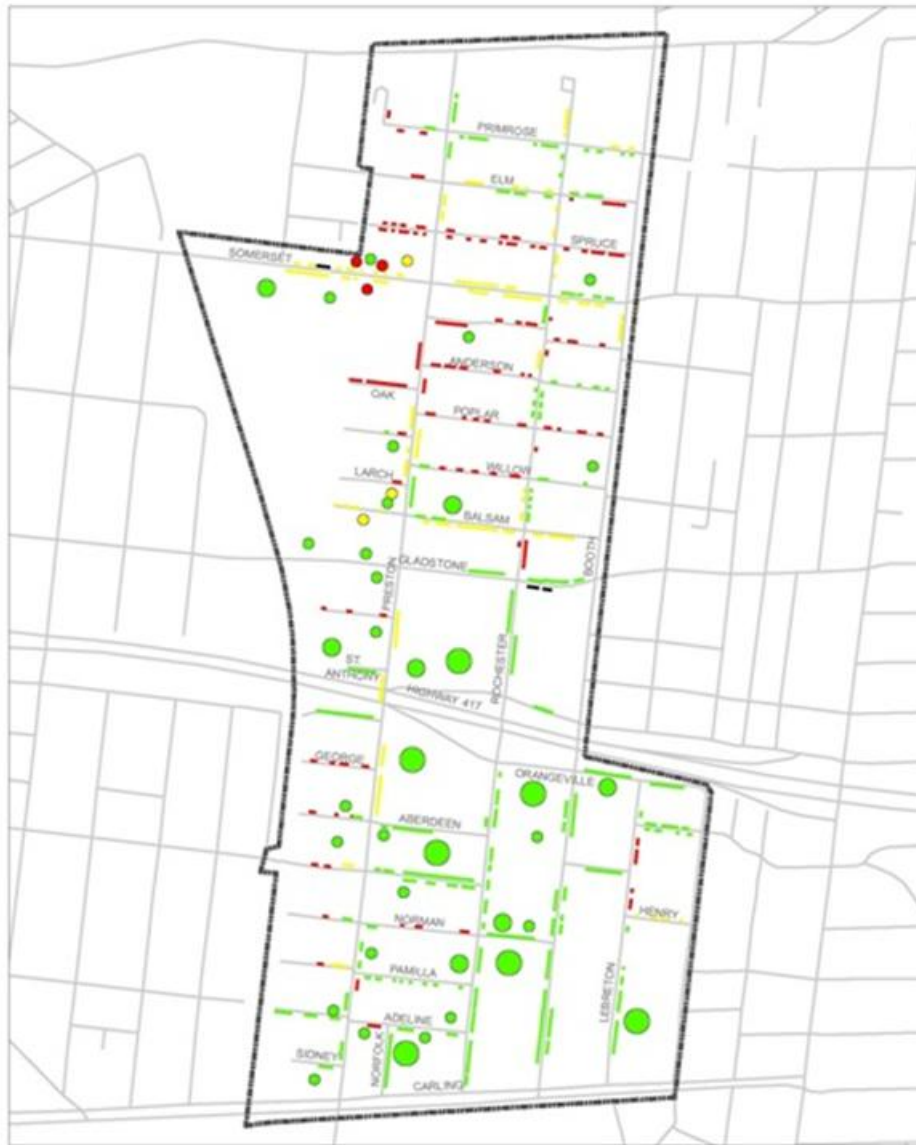 PRIMROSE
ELM
SPRUCE
SOMERSET
ANDERSON
OAK
POPLAR
WILLOW
LARCH
BALSAM
BOOTH
GLADSTONE
PRESTON
ROCHESTER
ST.
ANTHONY
HIGHWAY 417
GEORGE
ORANGEVILLE
ABERDEEN
HENRY
NORMAN
PAMILLA
LEBRETON
ADELINE
SIDNEY
NORFOLK
CARLING